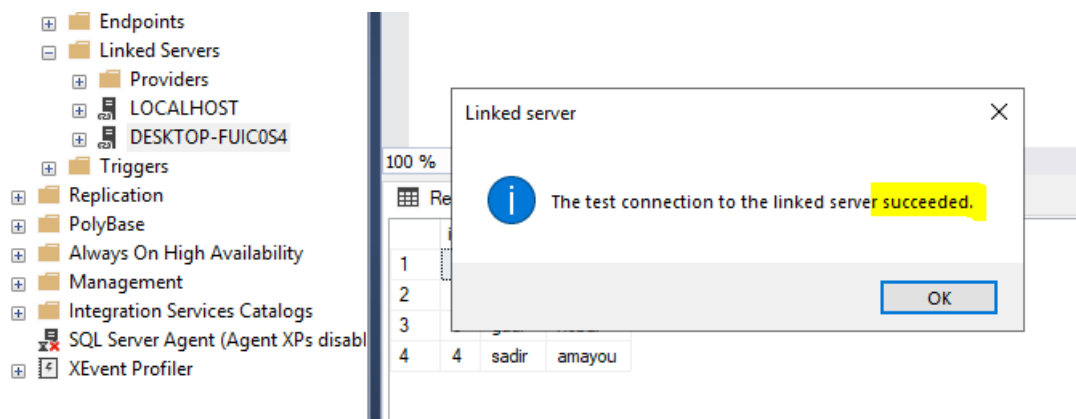 Endpoints
Linked Servers
Providers
LOCALHOST
DESKTOP-FUIC0S4
Triggers
Replication
PolyBase
Always On High Availability
Management
Integration Services Catalogs
SQL Server Agent (Agent XPs disabl
XEvent Profiler
100 %
Linked server
The test connection to the linked server succeeded.
OK
1
2
3
4 4 sadir amayou